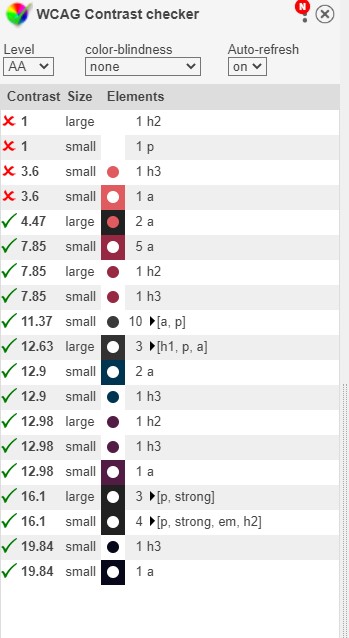 WCAG Contrast checker
N
Level color-blindness Auto-refresh
AA none on
Contrast Size Elements
1 large 1 h2
1 small 1 p
3.6 small 1 h3
3.6 small 1 a
4.47 large 2 a
7.85 small 5 a
7.85 large 1 h2
7.85 small 1 h3
11.37 small 10 [a, p]
12.63 large 3 [h1, p, a]
12.9 small 2 a
12.9 small 1 h3
12.98 large 1 h2
12.98 small 1 h3
12.98 small 1 a
16.1 large 3 [p, strong]
16.1 small 4 [p, strong, em, h2]
19.84 small 1 h3
19.84 small 1 a